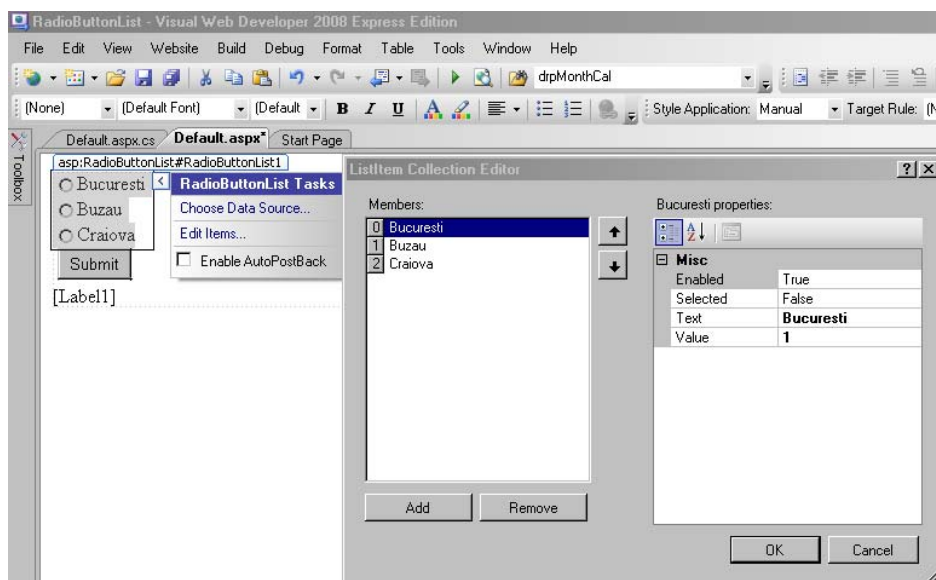 RadioButtonList - Visual Web Developer 2008 Express Edition
File Edit View Website Build Debug Format Table Tools Window Help
drpMonthCal
(None) (Default Font) (Default B I U A Style Application: Manual Target Rule:
Toolbox
Default.aspx.cs Default.aspx* Start Page
asp:RadioButtonList#RadioButtonList1
Bucuresti
Buzau
Craiova
Submit
[Label1]
RadioButtonList Tasks
Choose Data Source...
Edit Items...
Enable AutoPostBack
ListItem Collection Editor
Members:
0 Bucuresti
1 Buzau
2 Craiova
Add Remove
Bucuresti properties:
Misc
Enabled True
Selected False
Text Bucuresti
Value 1
OK Cancel